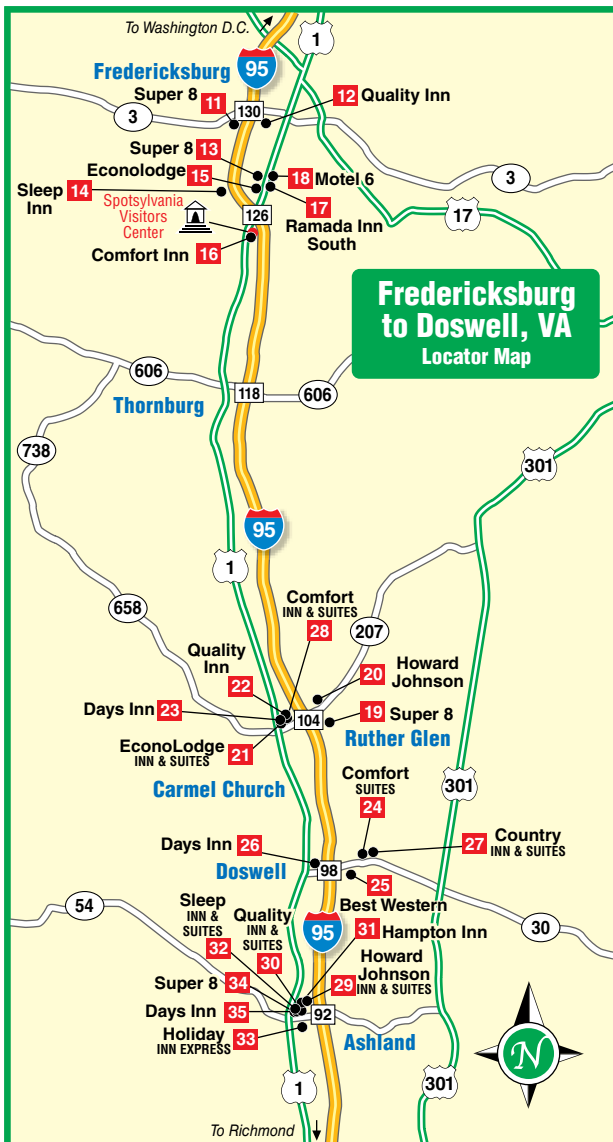 To Washington D.C.
1
Fredericksburg
95
Super 8
11
130
12 Quality Inn
3
Super 8 13
Econolodge 15
14
Sleep
Inn
18 Motel 6
3
17
Ramada Inn
South
17
Spotsylvania
Visitors
Center
126
Comfort Inn 16
Fredericksburg
to Doswell, VA
Locator Map
606
118
606
Thornburg
738
301
95
1
658
Comfort
INN & SUITES
28
207
Quality
Inn
22
20 Howard
Johnson
Days Inn 23
104
19 Super 8
EconoLodge
INN & SUITES
21
Ruther Glen
Carmel Church
Comfort
SUITES
24
301
Days Inn 26
27 Country
INN & SUITES
Doswell
98
25
Best Western
54
30
Sleep
INN &
SUITES
32
Quality
INN &
SUITES
30
95
31 Hampton Inn
Howard
Johnson
INN & SUITES
29
Super 8 34
Days Inn 35
92
Holiday
INN EXPRESS
33
Ashland
N
1
301
To Richmond